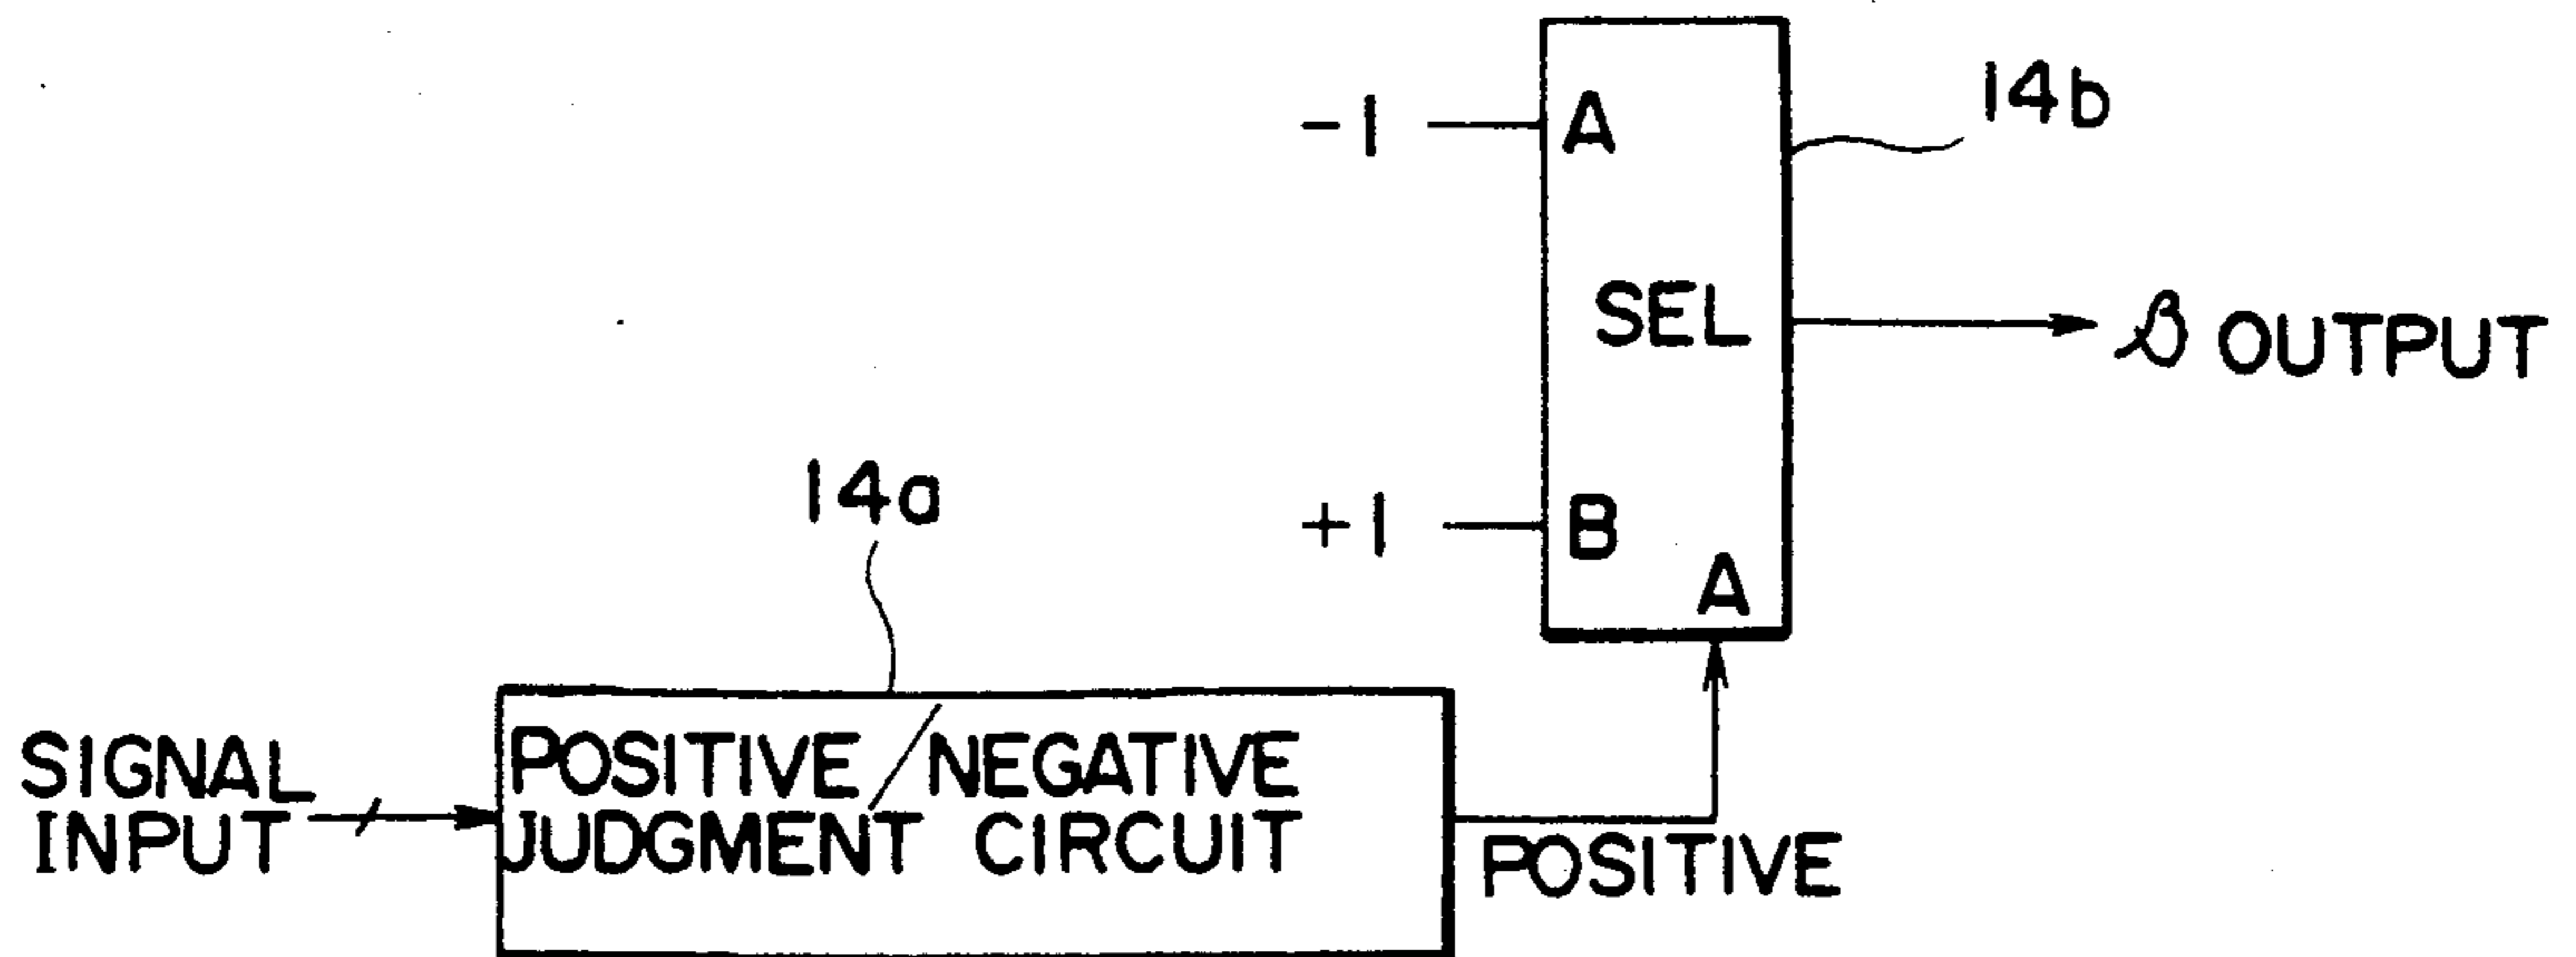 14b
-1
A
SEL
β OUTPUT
14a
+1
B
A
SIGNAL
INPUT
POSITIVE/NEGATIVE
JUDGMENT CIRCUIT
POSITIVE